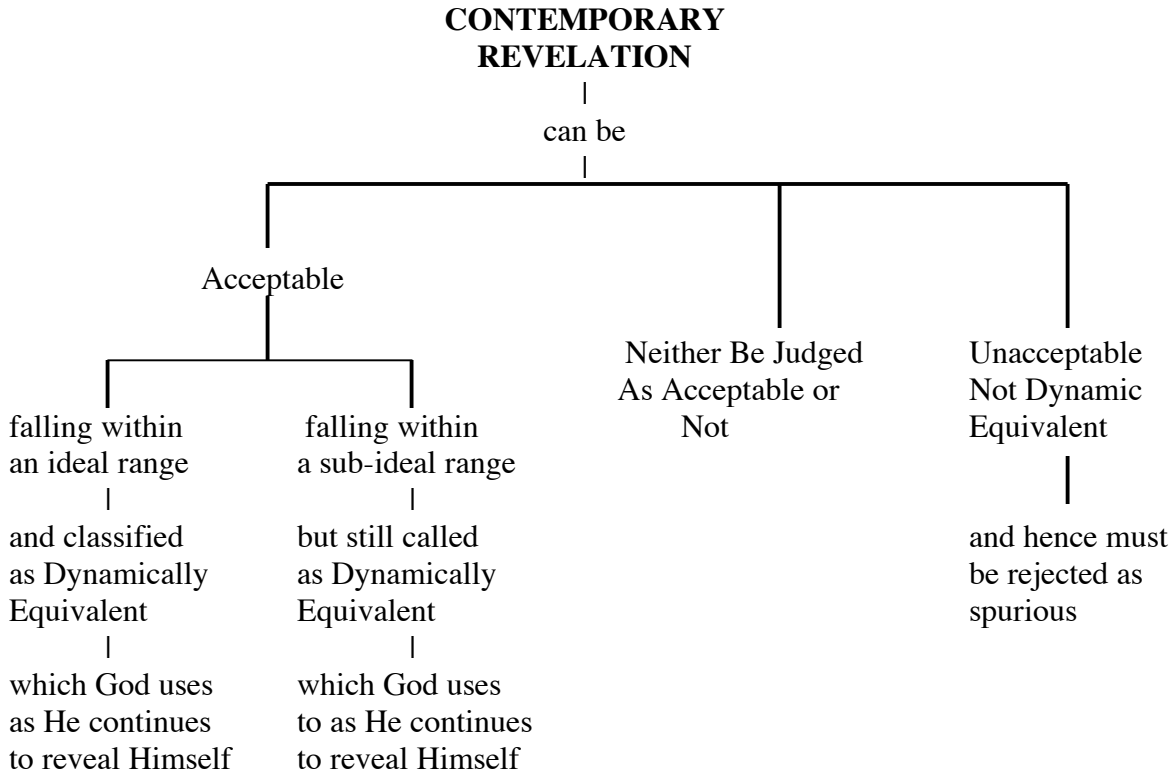 CONTEMPORARY
REVELATION
can be
Acceptable
falling within
an ideal range
and classified
as Dynamically
Equivalent
which God uses
as He continues
to reveal Himself
falling within
a sub-ideal range
but still called
as Dynamically
Equivalent
which God uses
to as He continues
to reveal Himself
Neither Be Judged
As Acceptable or
Not
Unacceptable
Not Dynamic
Equivalent
and hence must
be rejected as
spurious